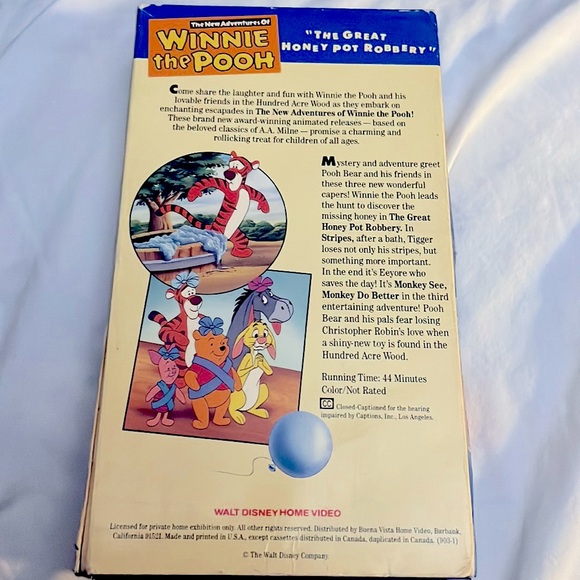 The New Adventures Of
WINNIE
the POOH
"THE GREAT
HONEY POT ROBBERY"
Come share the laughter and fun with Winnie the Pooh and his
lovable friends in the Hundred Acre Wood as they embark on
enchanting escapades in The New Adventures of Winnie the Pooh!
These brand new award-winning animated releases — based on
the beloved classics of A.A. Milne — promise a charming and
rollicking treat for children of all ages.
Mystery and adventure greet
Pooh Bear and his friends in
these three new wonderful
capers! Winnie the Pooh leads
the hunt to discover the
missing honey in The Great
Honey Pot Robbery. In
Stripes, after a bath, Tigger
loses not only his stripes, but
something more important.
In the end it's Eeyore who
saves the day! It's Monkey See,
Monkey Do Better in the third
entertaining adventure! Pooh
Bear and his pals fear losing
Christopher Robin's love when
a shiny-new toy is found in the
Hundred Acre Wood.
Running Time: 44 Minutes
Color/Not Rated
CC Closed-Captioned for the hearing
impaired by Captions, Inc., Los Angeles.
WALT DISNEY HOME VIDEO
Licensed for private home exhibition only. All other rights reserved. Distributed by Buena Vista Home Video, Burbank,
California 91521. Made and printed in U.S.A., except cassettes distributed in Canada, duplicated in Canada. (903-1)
© The Walt Disney Company